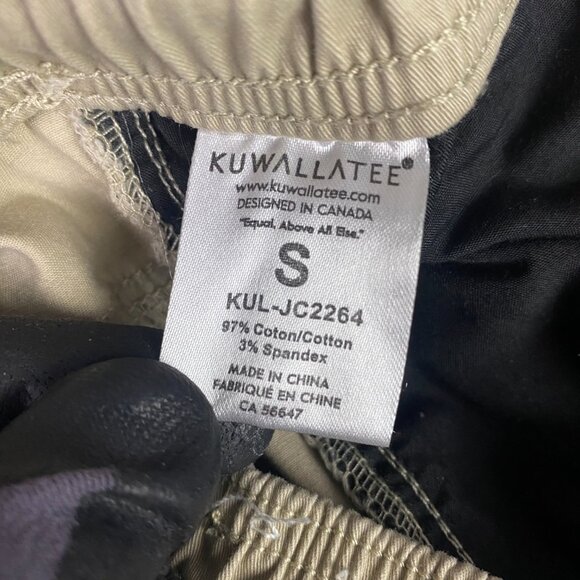 KUWALLATEE®
www.kuwallatee.com
DESIGNED IN CANADA
"Equal, Above All Else."
S
KUL-JC2264
97% Coton/Cotton
3% Spandex
MADE IN CHINA
FABRIQUÉ EN CHINE
CA 56647